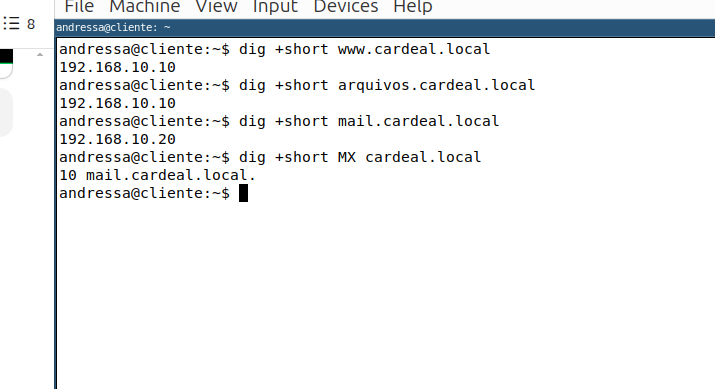 File Machine View Input Devices Help
8
andressa@cliente: ~
andressa@cliente:~$ dig +short www.cardeal.local
192.168.10.10
andressa@cliente:~$ dig +short arquivos.cardeal.local
192.168.10.10
andressa@cliente:~$ dig +short mail.cardeal.local
192.168.10.20
andressa@cliente:~$ dig +short MX cardeal.local
10 mail.cardeal.local.
andressa@cliente:~$